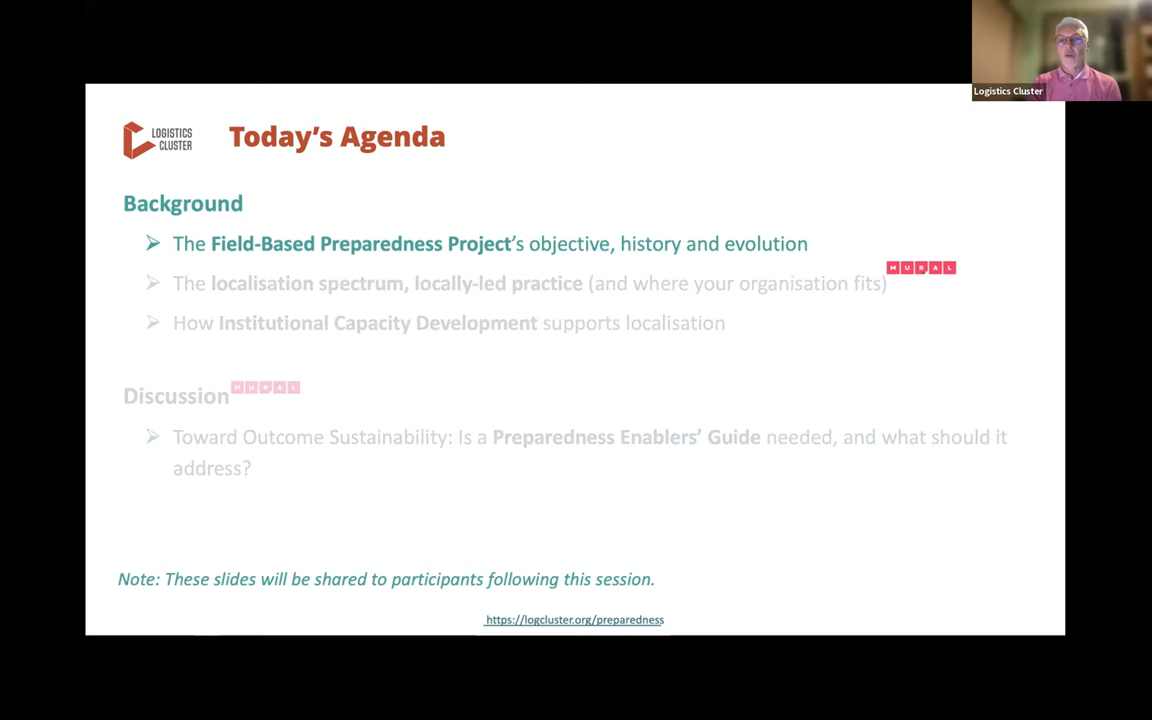 Logistics Cluster
LOGISTICS
CLUSTER
Today's Agenda
Background
➢ The Field-Based Preparedness Project's objective, history and evolution
➢ The localisation spectrum, locally-led practice (and where your organisation fits)
MURAL
➢ How Institutional Capacity Development supports localisation
Discussion
MURAL
➢ Toward Outcome Sustainability: Is a Preparedness Enablers' Guide needed, and what should it
address?
Note: These slides will be shared to participants following this session.
https://logcluster.org/preparedness